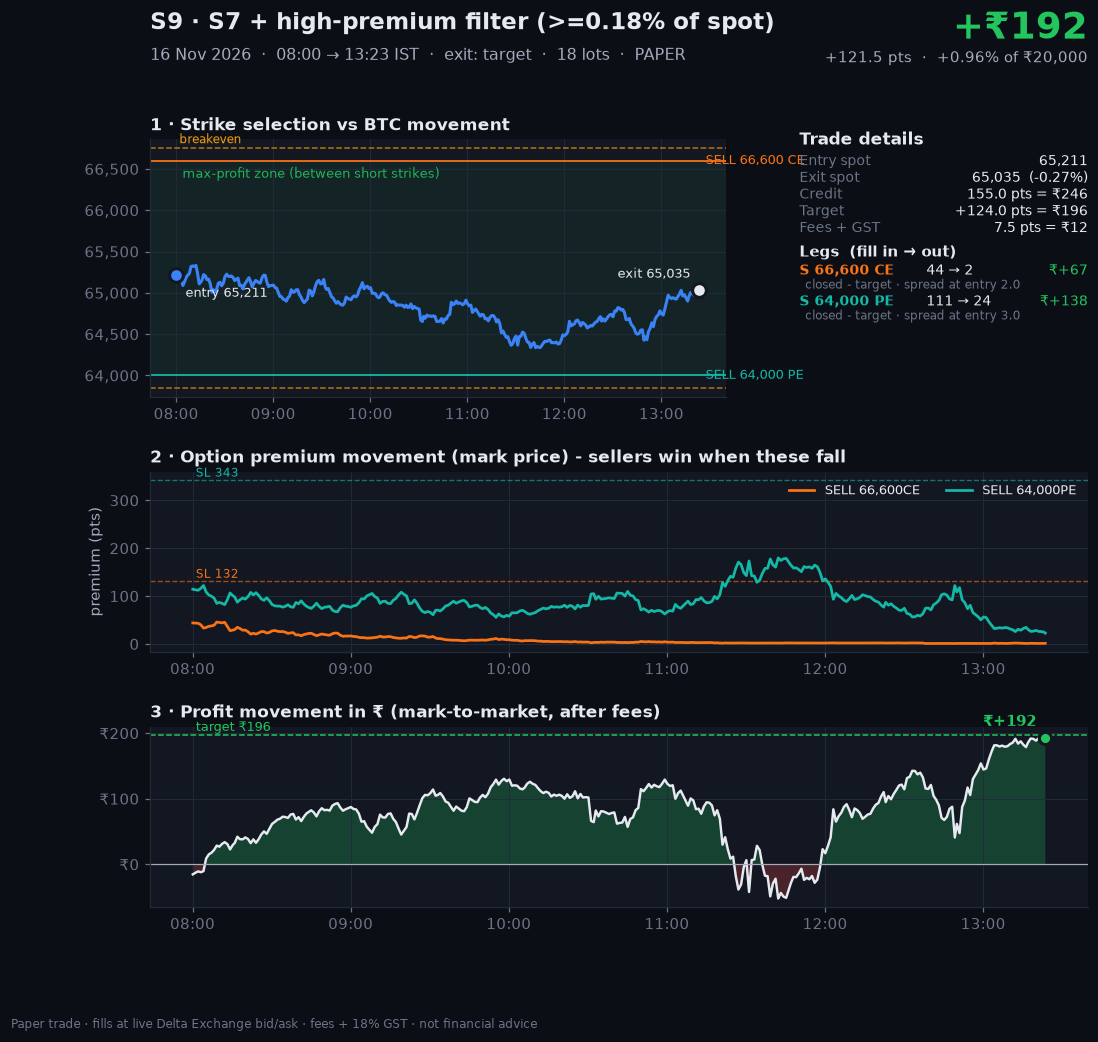 S9 · S7 + high-premium filter (>=0.18% of spot)
+₹192
16 Nov 2026 · 08:00 → 13:23 IST · exit: target · 18 lots · PAPER
+121.5 pts · +0.96% of ₹20,000
1 · Strike selection vs BTC movement
breakeven
SELL 66,600 CE
max-profit zone (between short strikes)
66,500
66,000
65,500
65,000
64,500
64,000
entry 65,211
exit 65,035
SELL 64,000 PE
08:00 09:00 10:00 11:00 12:00 13:00
Trade details
Entry spot 65,211
Exit spot 65,035 (-0.27%)
Credit 155.0 pts = ₹246
Target +124.0 pts = ₹196
Fees + GST 7.5 pts = ₹12
Legs (fill in → out)
S 66,600 CE 44 → 2 ₹+67
closed - target · spread at entry 2.0
S 64,000 PE 111 → 24 ₹+138
closed - target · spread at entry 3.0
2 · Option premium movement (mark price) - sellers win when these fall
SL 343
SELL 66,600CE SELL 64,000PE
SL 132
premium (pts)
300
200
100
0
08:00 09:00 10:00 11:00 12:00 13:00
3 · Profit movement in ₹ (mark-to-market, after fees)
target ₹196
₹+192
₹200
₹100
₹0
08:00 09:00 10:00 11:00 12:00 13:00
Paper trade · fills at live Delta Exchange bid/ask · fees + 18% GST · not financial advice